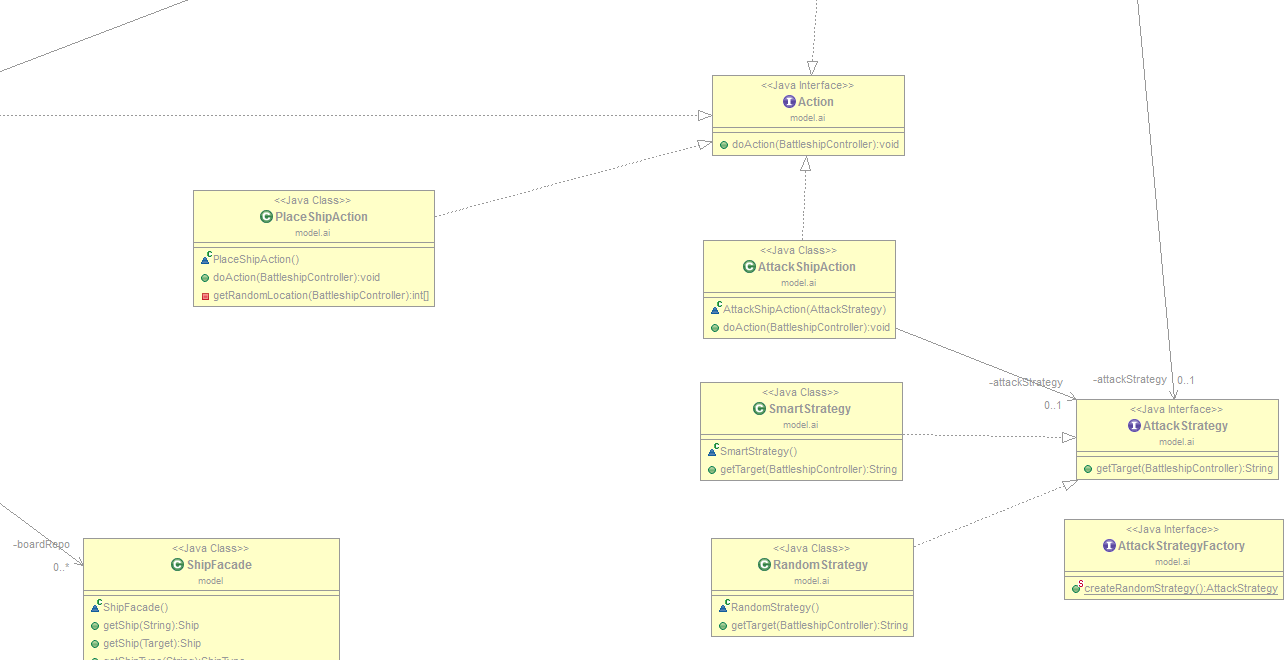 <<Java Interface>>
Action
model.ai
doAction(BattleshipController):void
<<Java Class>>
PlaceShipAction
model.ai
PlaceShipAction()
doAction(BattleshipController):void
getRandomLocation(BattleshipController):int[]
<<Java Class>>
AttackShipAction
model.ai
AttackShipAction(AttackStrategy)
doAction(BattleshipController):void
-attackStrategy
0..1
-attackStrategy
0..1
<<Java Class>>
SmartStrategy
model.ai
SmartStrategy()
getTarget(BattleshipController):String
<<Java Interface>>
AttackStrategy
model.ai
getTarget(BattleshipController):String
<<Java Interface>>
AttackStrategyFactory
model.ai
createRandomStrategy():AttackStrategy
<<Java Class>>
RandomStrategy
model.ai
RandomStrategy()
getTarget(BattleshipController):String
-boardRepo
0..*
<<Java Class>>
ShipFacade
model
ShipFacade()
getShip(String):Ship
getShip(Target):Ship
getShipType(String):ShipType